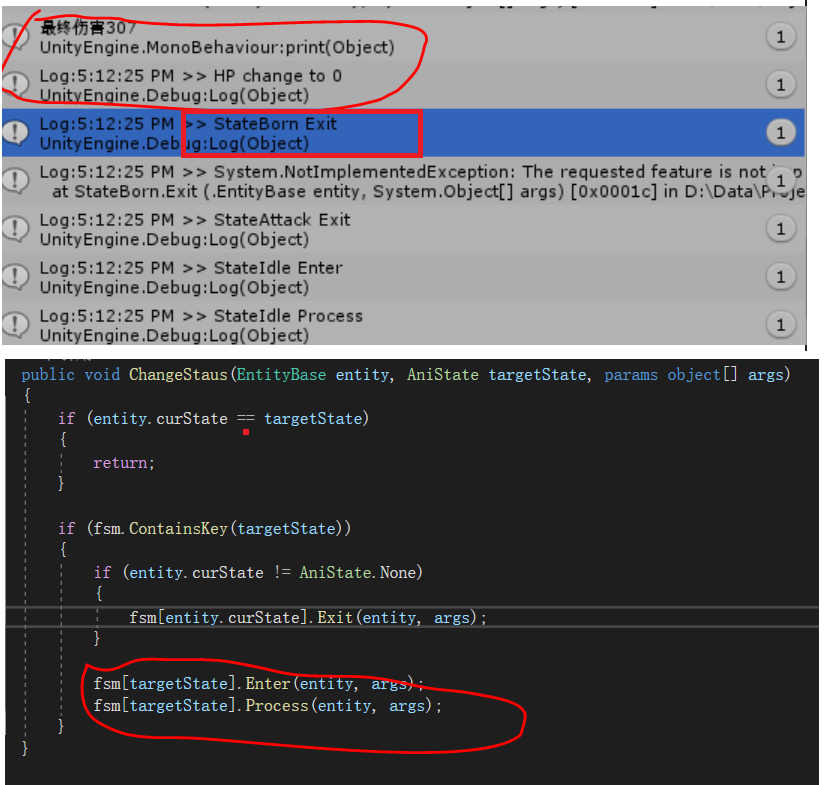 最终伤害307
UnityEngine.MonoBehaviour:print(Object)
1
Log:5:12:25 PM >> HP change to 0
UnityEngine.Debug:Log(Object)
1
Log:5:12:25 PM >> StateBorn Exit
UnityEngine.Debug:Log(Object)
1
Log:5:12:25 PM >> System.NotImplementedException: The requested feature is not imp
at StateBorn.Exit (.EntityBase entity, System.Object[] args) [0x0001c] in D:\Data\Proje
1
Log:5:12:25 PM >> StateAttack Exit
UnityEngine.Debug:Log(Object)
1
Log:5:12:25 PM >> StateIdle Enter
UnityEngine.Debug:Log(Object)
1
Log:5:12:25 PM >> StateIdle Process
UnityEngine.Debug:Log(Object)
1
public void ChangeStaus(EntityBase entity, AniState targetState, params object[] args)
{
if (entity.curState == targetState)
{
return;
}
if (fsm.ContainsKey(targetState))
{
if (entity.curState != AniState.None)
{
fsm[entity.curState].Exit(entity, args);
}
fsm[targetState].Enter(entity, args);
fsm[targetState].Process(entity, args);
}
}